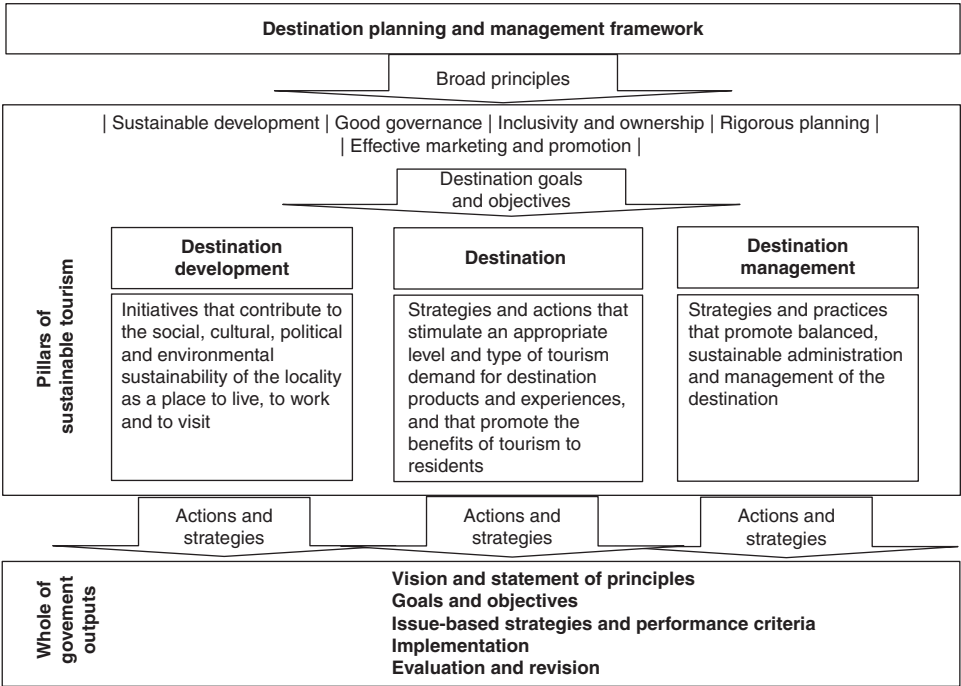 Destination planning and management framework
Broad principles
| Sustainable development | Good governance | Inclusivity and ownership | Rigorous planning |
| Effective marketing and promotion |
Destination goals
and objectives
Pillars of
sustainable tourism
Destination
development
Initiatives that contribute to
the social, cultural, political
and environmental
sustainability of the locality
as a place to live, to work
and to visit
Destination
Strategies and actions that
stimulate an appropriate
level and type of tourism
demand for destination
products and experiences,
and that promote the
benefits of tourism to
residents
Destination
management
Strategies and practices
that promote balanced,
sustainable administration
and management of the
destination
Actions and
strategies
Actions and
strategies
Actions and
strategies
Whole of
govement
outputs
Vision and statement of principles
Goals and objectives
Issue-based strategies and performance criteria
Implementation
Evaluation and revision